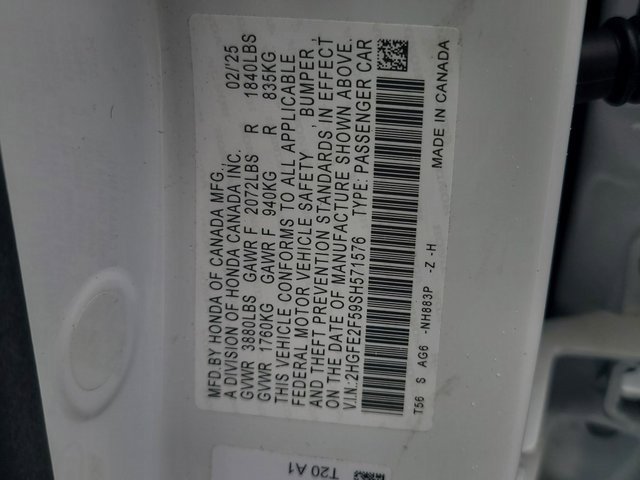 MFD.BY HONDA OF CANADA MFG. 02/'25
A DIVISION OF HONDA CANADA INC.
GVWR 3880LBS GAWR F 2072LBS R 1840LBS
GVWR 1760KG GAWR F 940KG R 835KG
THIS VEHICLE CONFORMS TO ALL APPLICABLE
FEDERAL MOTOR VEHICLE SAFETY , BUMPER ,
AND THEFT PREVENTION STANDARDS IN EFFECT
ON THE DATE OF MANUFACTURE SHOWN ABOVE.
V.I.N.:2HGFE2F59SH571576 TYPE: PASSENGER CAR
T56 S AG6 -NH883P -Z -H MADE IN CANADA
T20 A1